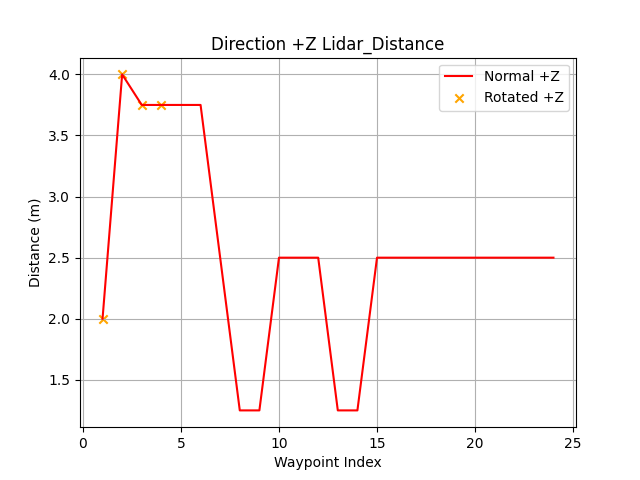 Direction +Z Lidar_Distance
Normal +Z
Rotated +Z
4.0
3.5
3.0
2.5
2.0
1.5
Distance (m)
0
5
10
15
20
25
Waypoint Index